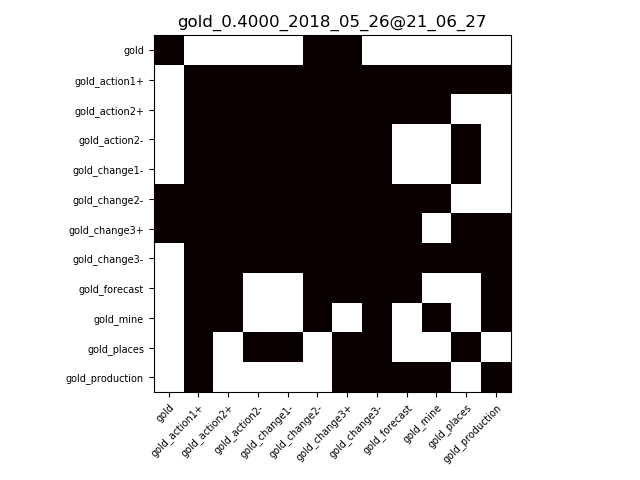 gold_0.4000_2018_05_26@21_06_27
gold
gold_action1+
gold_action2+
gold_action2-
gold_change1-
gold_change2-
gold_change3+
gold_change3-
gold_forecast
gold_mine
gold_places
gold_production
gold
gold_action1+
gold_action2+
gold_action2-
gold_change1-
gold_change2-
gold_change3+
gold_change3-
gold_forecast
gold_mine
gold_places
gold_production